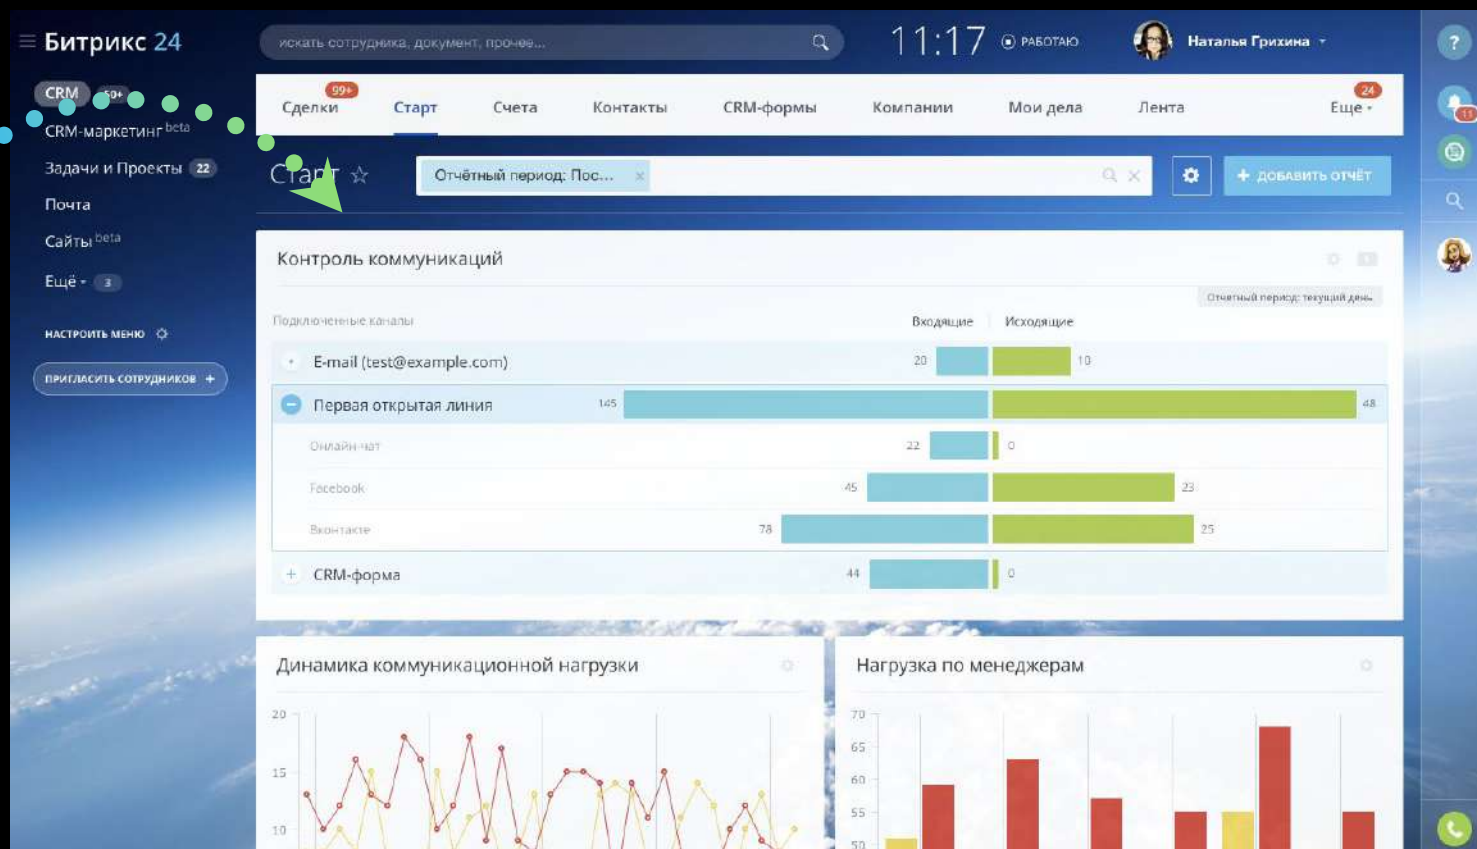 Битрикс 24
искать сотрудника, документ, прочее...
11:17 РАБОТАЮ
Наталья Грихина
?
CRM 50+
CRM-маркетинг beta
Задачи и Проекты 22
Почта
Сайты beta
Ещё 3
НАСТРОИТЬ МЕНЮ
ПРИГЛАСИТЬ СОТРУДНИКОВ +
99+
24
Сделки Старт Счета Контакты CRM-формы Компании Мои дела Лента Еще
11
Старт
Отчётный период: Пос... ×
+ ДОБАВИТЬ ОТЧЁТ
Контроль коммуникаций
Отчетный период: текущий день
Подключенные каналы Входящие Исходящие
E-mail (test@example.com) 20 10
Первая открытая линия 145 48
Онлайн-чат 22 0
Facebook 45 23
Вконтакте 78 25
+ CRM-форма 44 0
Динамика коммуникационной нагрузки
20
15
10
Нагрузка по менеджерам
70
65
60
55
50